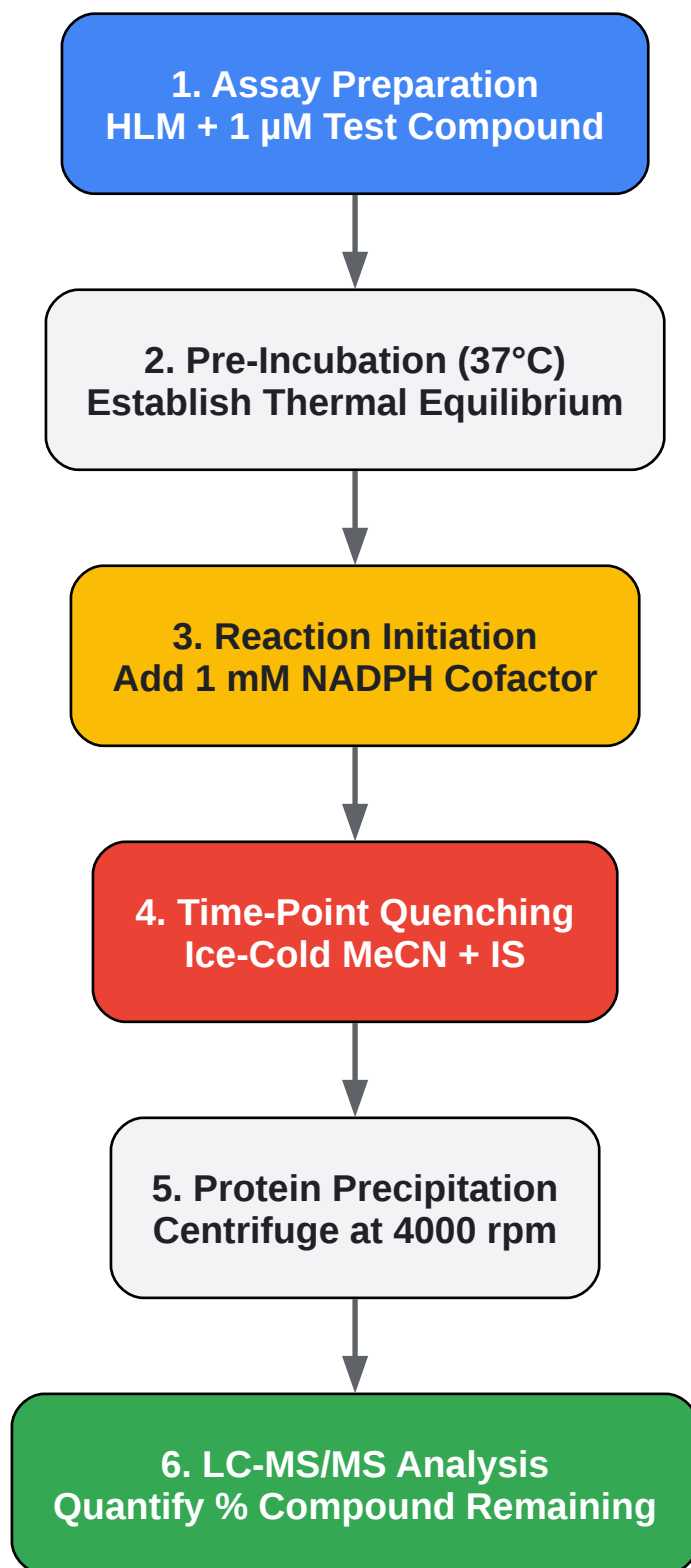 1. Assay Preparation
HLM + 1 µM Test Compound
2. Pre-Incubation (37°C)
Establish Thermal Equilibrium
3. Reaction Initiation
Add 1 mM NADPH Cofactor
4. Time-Point Quenching
Ice-Cold MeCN + IS
5. Protein Precipitation
Centrifuge at 4000 rpm
6. LC-MS/MS Analysis
Quantify % Compound Remaining